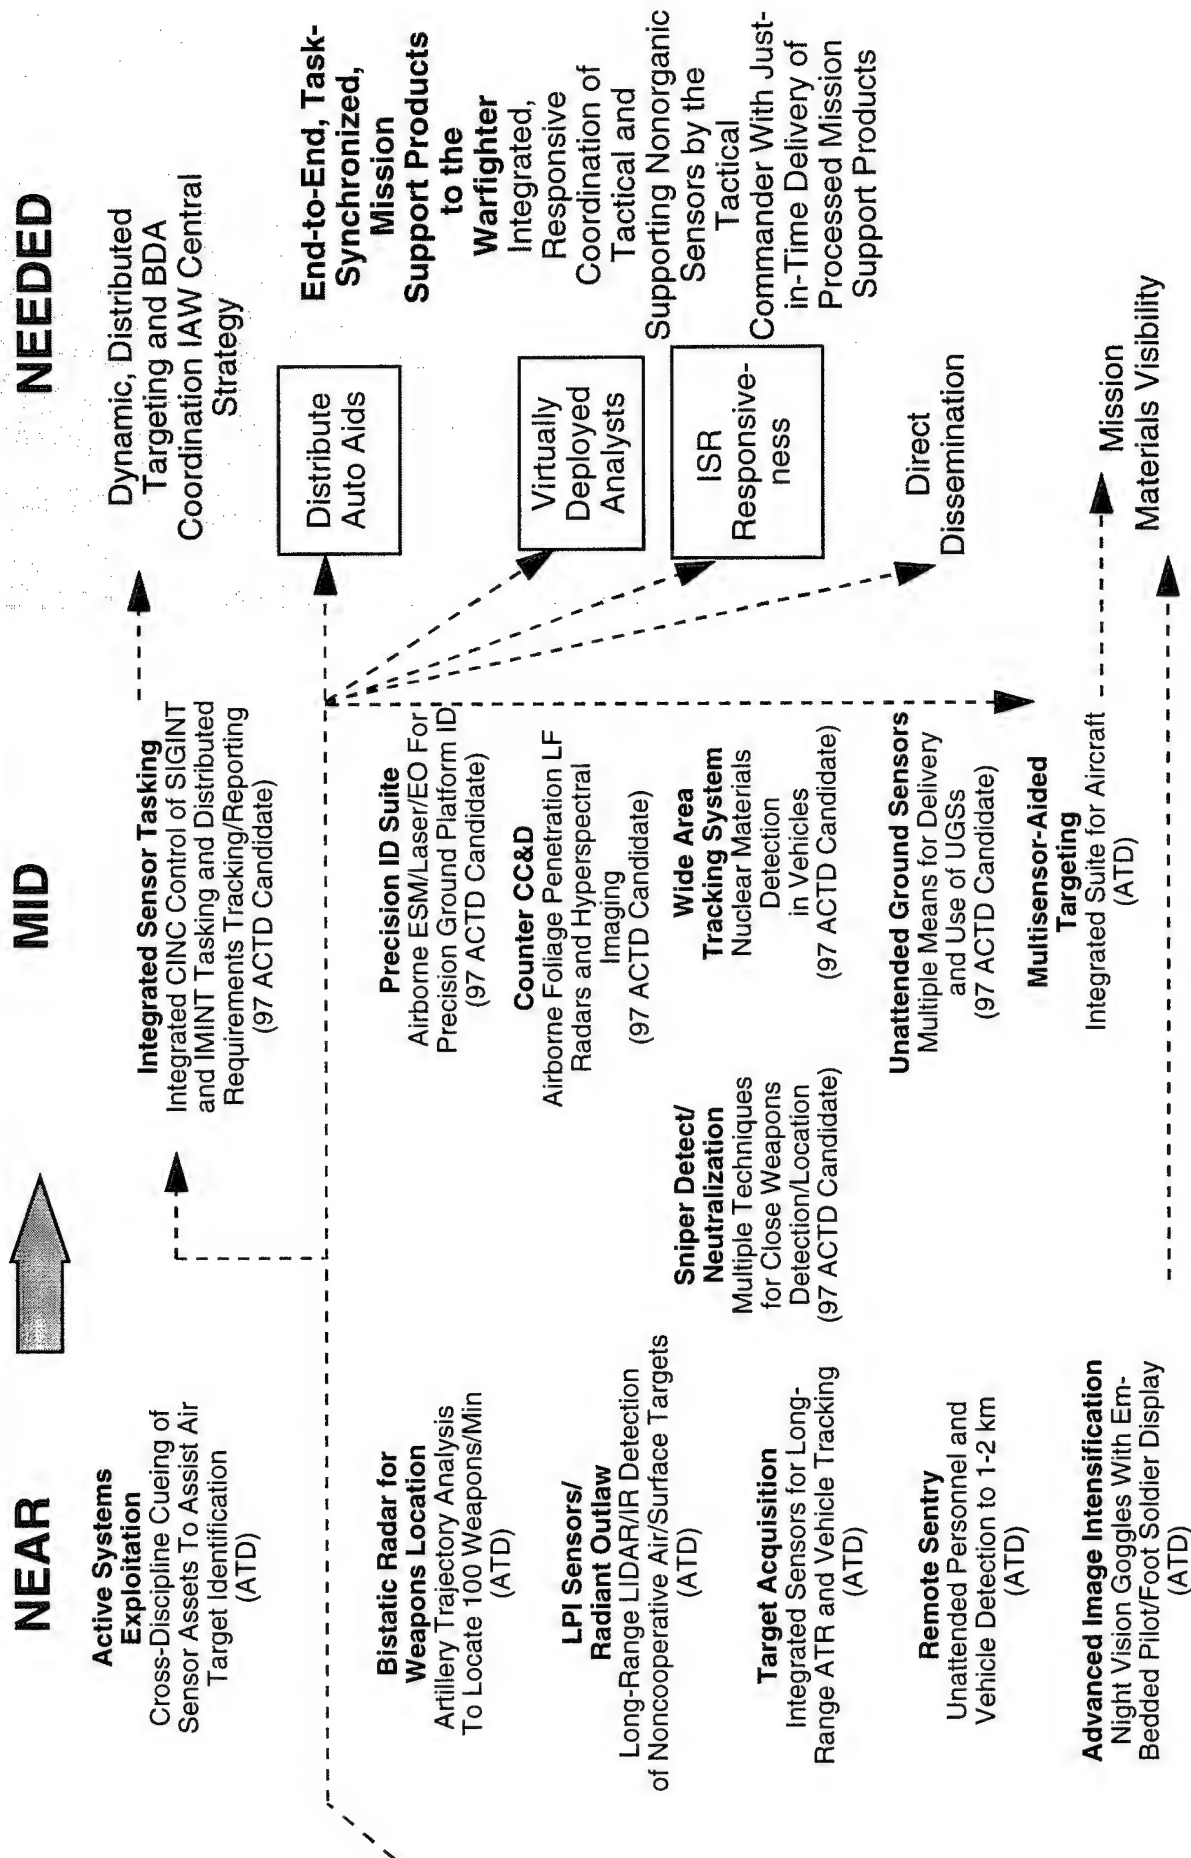 NEAR
MID
NEEDED
Active Systems
Exploitation
Cross-Discipline Cueing of
Sensor Assets To Assist Air
Target Identification
(ATD)
Bistatic Radar for
Weapons Location
Artillery Trajectory Analysis
To Locate 100 Weapons/Min
(ATD)
LPI Sensors/
Radiant Outlaw
Long-Range LIDAR/IR Detection
of Noncooperative Air/Surface Targets
(ATD)
Target Acquisition
Integrated Sensors for Long-
Range ATR and Vehicle Tracking
(ATD)
Remote Sentry
Unattended Personnel and
Vehicle Detection to 1-2 km
(ATD)
Advanced Image Intensification
Night Vision Goggles With Em-
Bedded Pilot/Foot Soldier Display
(ATD)
Integrated Sensor Tasking
Integrated CINC Control of SIGINT
and IMINT Tasking and Distributed
Requirements Tracking/Reporting
(97 ACTD Candidate)
Precision ID Suite
Airborne ESM/Laser/EO For
Precision Ground Platform ID
(97 ACTD Candidate)
Counter CC&D
Airborne Foliage Penetration LF
Radars and Hyperspectral
Imaging
(97 ACTD Candidate)
Sniper Detect/
Neutralization
Multiple Techniques
for Close Weapons
Detection/Location
(97 ACTD Candidate)
Wide Area
Tracking System
Nuclear Materials
Detection
in Vehicles
(97 ACTD Candidate)
Unattended Ground Sensors
Multiple Means for Delivery
and Use of UGSs
(97 ACTD Candidate)
Multisensor-Aided
Targeting
Integrated Suite for Aircraft
(ATD)
Dynamic, Distributed
Targeting and BDA
Coordination IAW Central
Strategy
Distribute
Auto Aids
Virtually
Deployed
Analysts
ISR
Responsive-
ness
Direct
Dissemination
Mission
Materials Visibility
End-to-End, Task-
Synchronized,
Mission
Support Products
to the
Warfighter
Integrated,
Responsive
Coordination of
Tactical and
Supporting Nonorganic
Sensors by the
Tactical
Commander With Just-
in-Time Delivery of
Processed Mission
Support Products